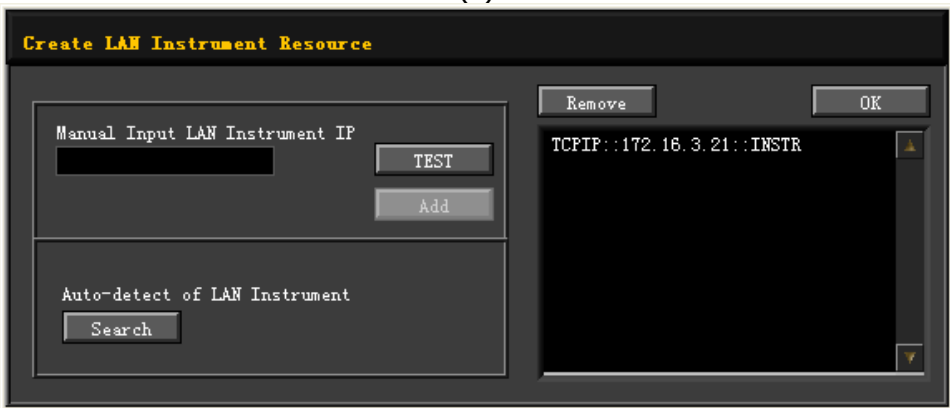 Create LAN Instrument Resource
Manual Input LAN Instrument IP
TEST
Add
Auto-detect of LAN Instrument
Search
Remove
OK
TCPIP::172.16.3.21::INSTR